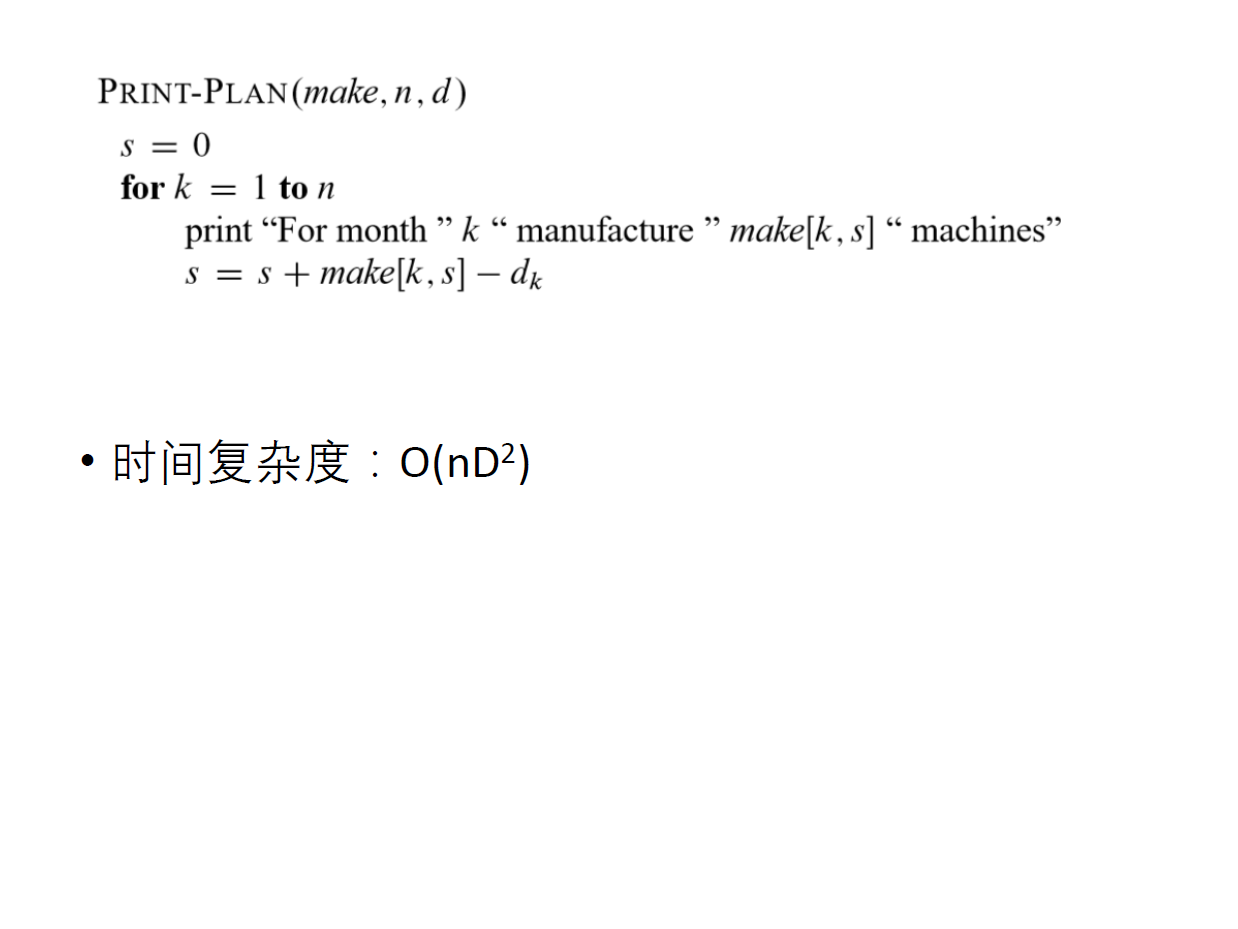 PRINT-PLAN(make, n, d)
s = 0
for k = 1 to n
print “For month ” k “ manufacture ” make[k, s] “ machines”
s = s + make[k, s] − dₖ
• 时间复杂度：O(nD²)